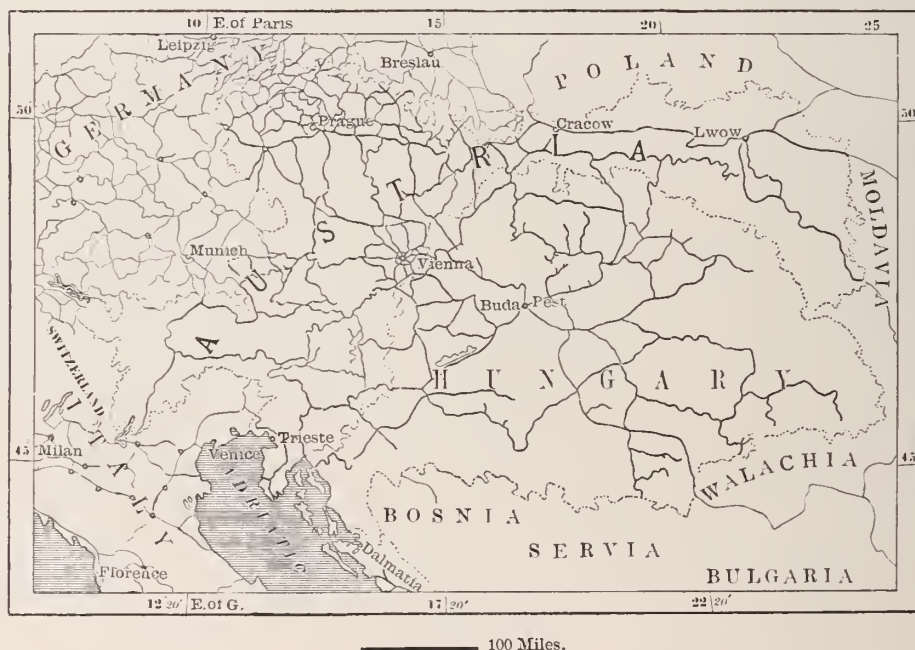 10 E. of Paris 15 20 25
Leipzig
Breslau
POLAND
GERMANY
50
50
Prague
Cracow
Lwow
AUSTRIA
MOLDAVIA
Munich
Vienna
Buda Pest
SWITZERLAND
HUNGARY
ITALY
Milan
Venice
Trieste
45
45
WALACHIA
ADRIATIC
BOSNIA
SERVIA
Dalmatia
Florence
BULGARIA
12 20' E. of G. 17 20' 22 20'
100 Miles.